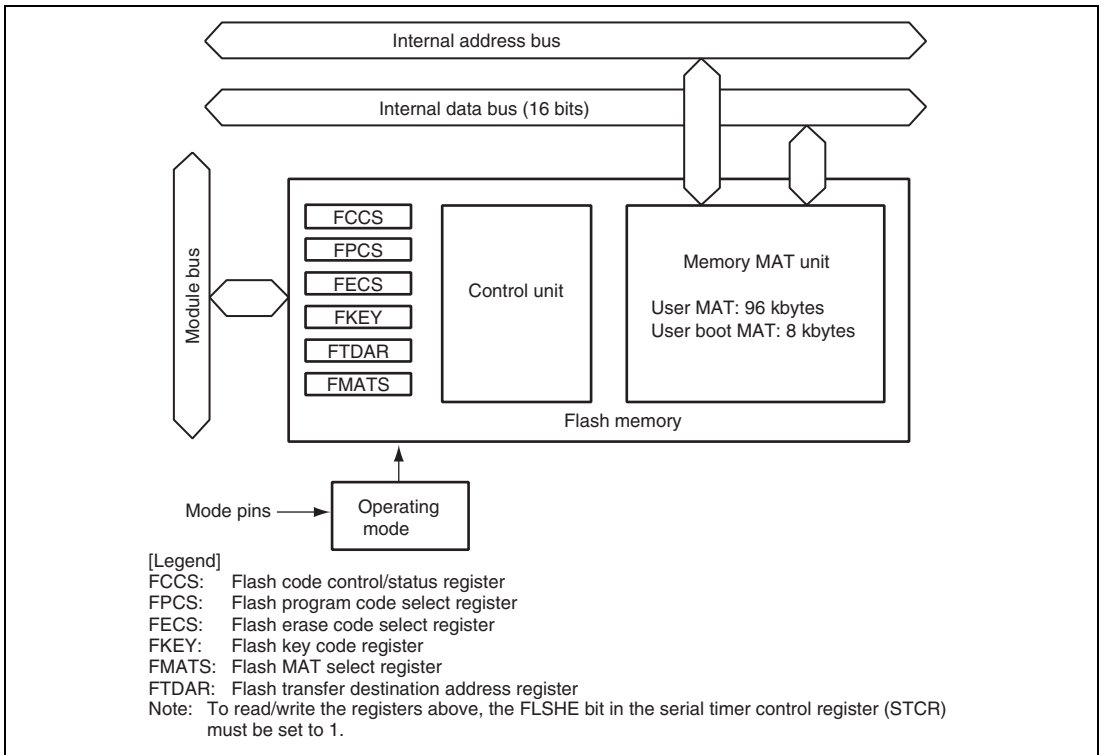 Internal address bus
Internal data bus (16 bits)
Module bus
FCCS
FPCS
FECS
FKEY
FTDAR
FMATS
Control unit
Memory MAT unit
User MAT: 96 kbytes
User boot MAT: 8 kbytes
Flash memory
Mode pins
Operating
mode
[Legend]
FCCS: Flash code control/status register
FPCS: Flash program code select register
FECS: Flash erase code select register
FKEY: Flash key code register
FMATS: Flash MAT select register
FTDAR: Flash transfer destination address register
Note: To read/write the registers above, the FLSHE bit in the serial timer control register (STCR)
must be set to 1.